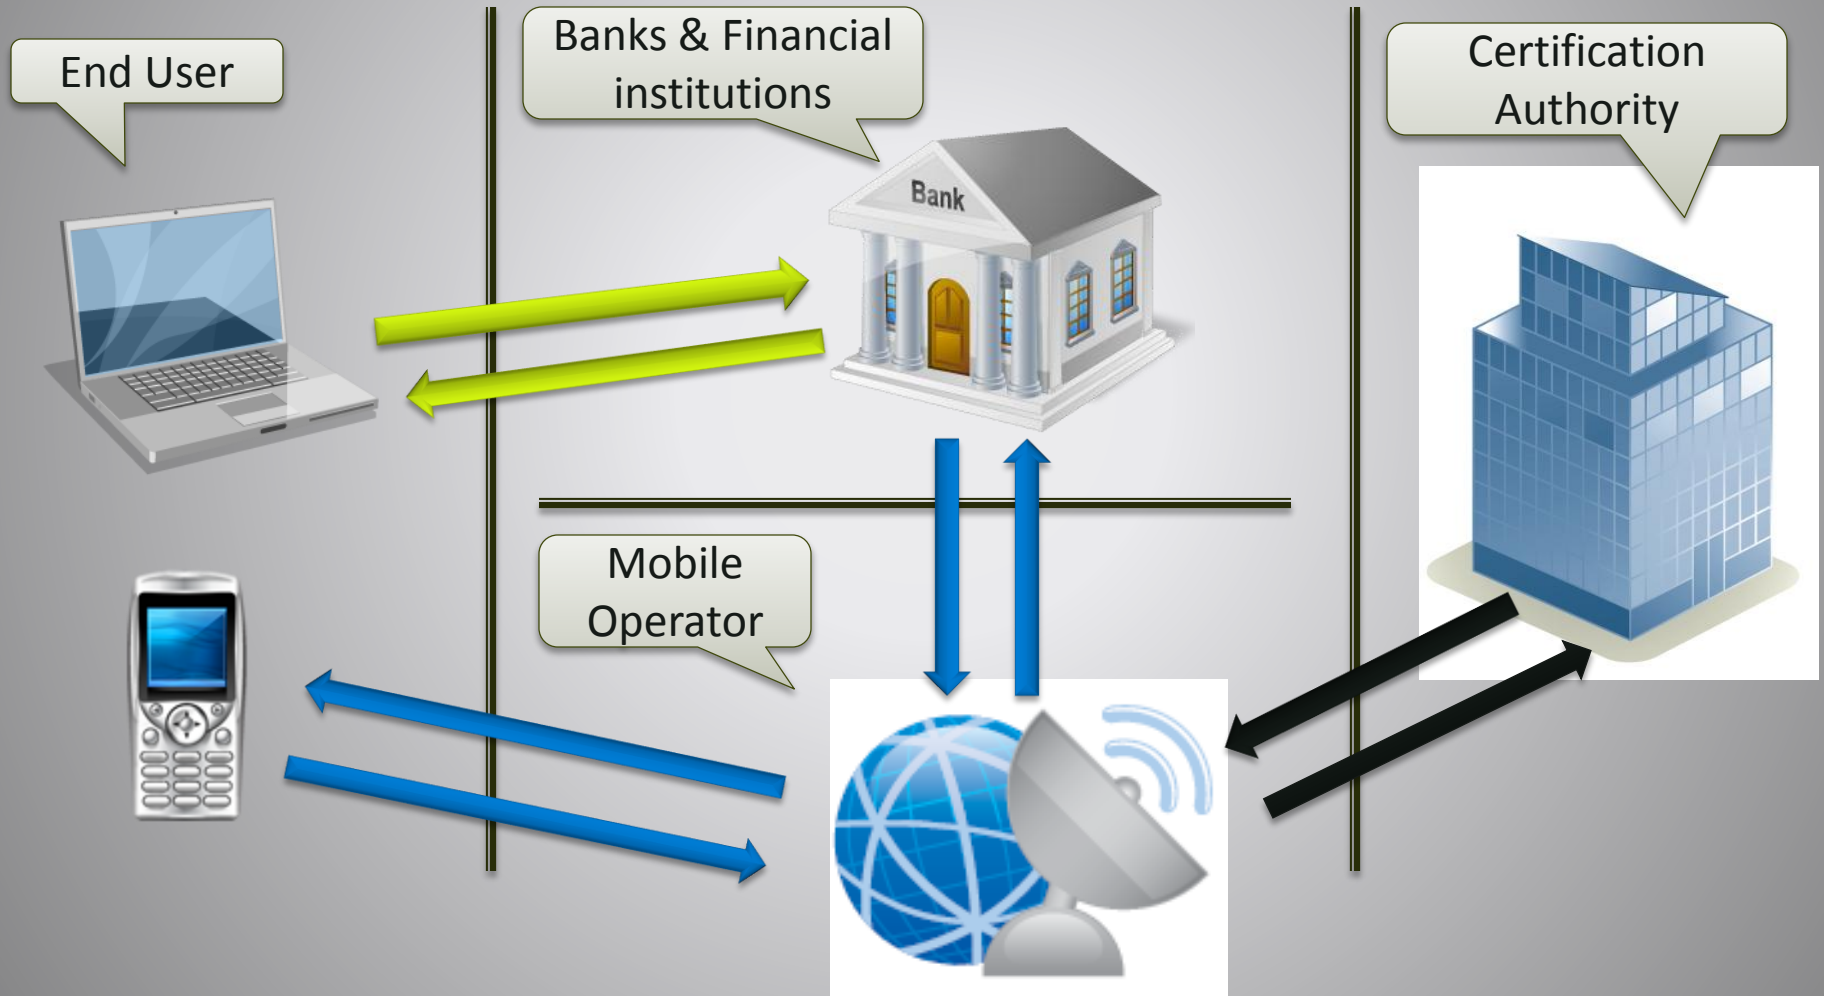 End User
Banks & Financial
institutions
Certification
Authority
Bank
Mobile
Operator